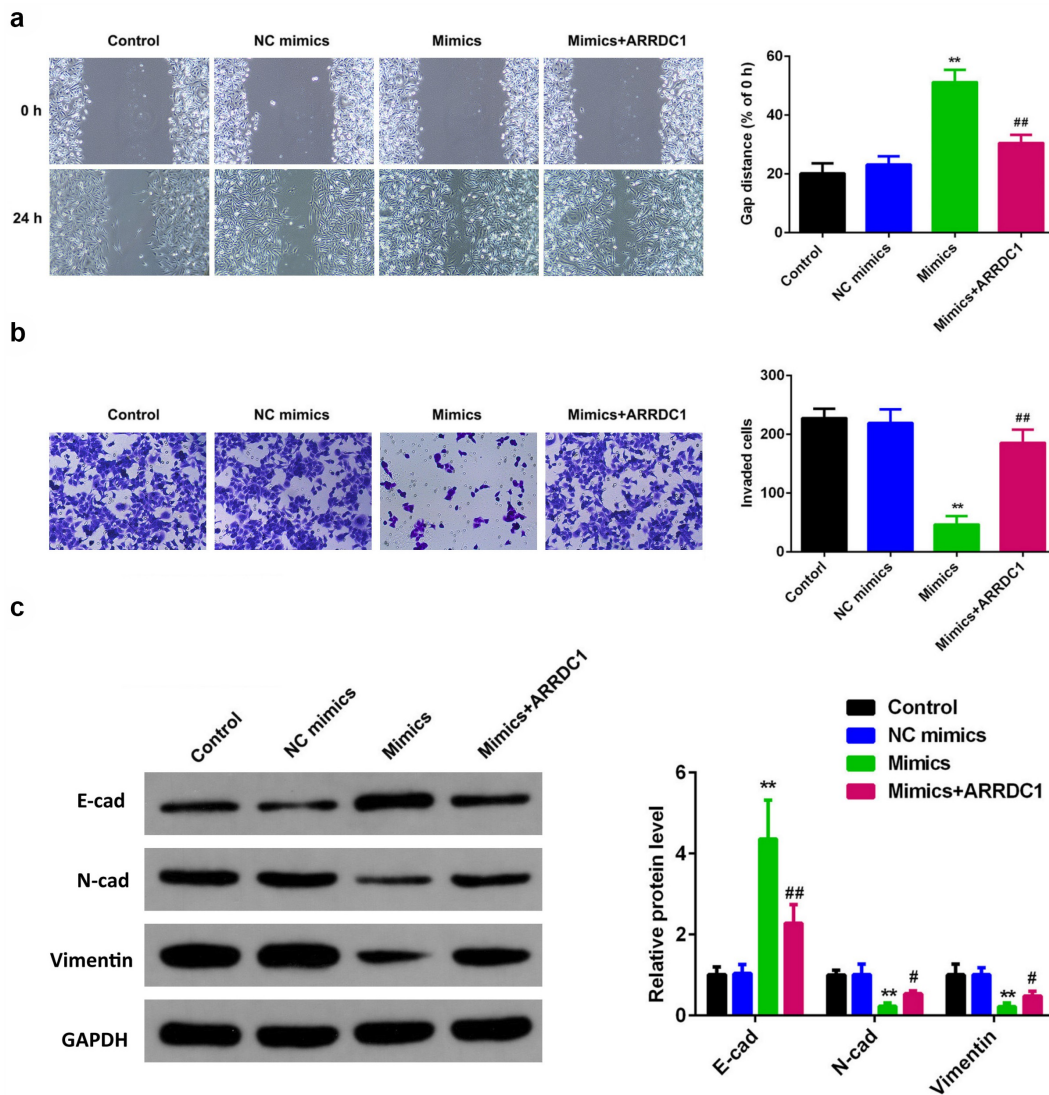 a
Control
NC mimics
Mimics
Mimics+ARRDC1
0 h
24 h
Gap distance (% of 0 h)
60
40
20
0
**
##
Control
NC mimics
Mimics
Mimics+ARRDC1
b
Control
NC mimics
Mimics
Mimics+ARRDC1
Invaded cells
300
200
100
0
**
##
Contorl
NC mimics
Mimics
Mimics+ARRDC1
c
Control
NC mimics
Mimics
Mimics+ARRDC1
E-cad
N-cad
Vimentin
GAPDH
Control
NC mimics
Mimics
Mimics+ARRDC1
Relative protein level
6
4
2
0
**
##
**
#
**
#
E-cad
N-cad
Vimentin